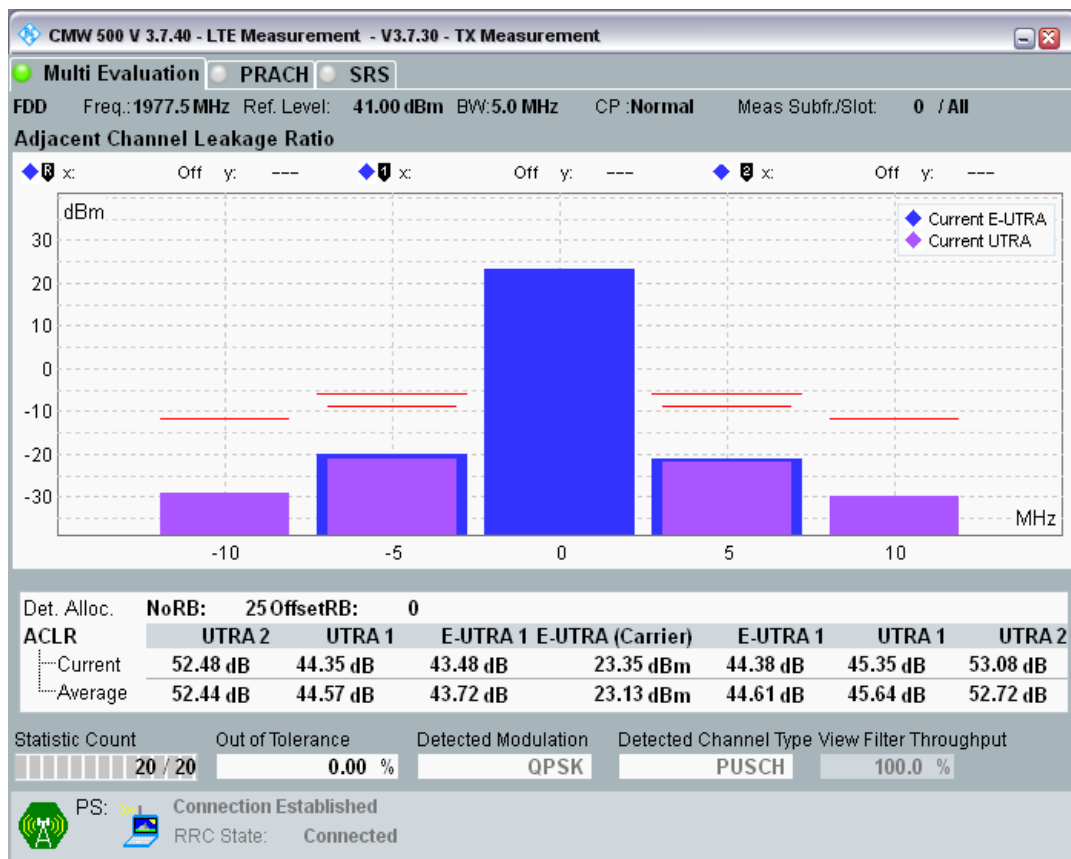 CMW 500 V 3.7.40 - LTE Measurement - V3.7.30 - TX Measurement
Multi Evaluation PRACH SRS
FDD Freq.:1977.5 MHz Ref. Level: 41.00 dBm BW:5.0 MHz CP :Normal Meas Subfr./Slot: 0 / All
Adjacent Channel Leakage Ratio
R x: Off y: --- 1 x: Off y: --- 2 x: Off y: ---
dBm
Current E-UTRA
Current UTRA
30
20
10
0
-10
-20
-30
MHz
-10 -5 0 5 10
Det. Alloc. NoRB: 25 OffsetRB: 0
ACLR UTRA 2 UTRA 1 E-UTRA 1 E-UTRA (Carrier) E-UTRA 1 UTRA 1 UTRA 2
Current 52.48 dB 44.35 dB 43.48 dB 23.35 dBm 44.38 dB 45.35 dB 53.08 dB
Average 52.44 dB 44.57 dB 43.72 dB 23.13 dBm 44.61 dB 45.64 dB 52.72 dB
Statistic Count Out of Tolerance Detected Modulation Detected Channel Type View Filter Throughput
20 / 20 0.00 % QPSK PUSCH 100.0 %
PS: Connection Established
RRC State: Connected